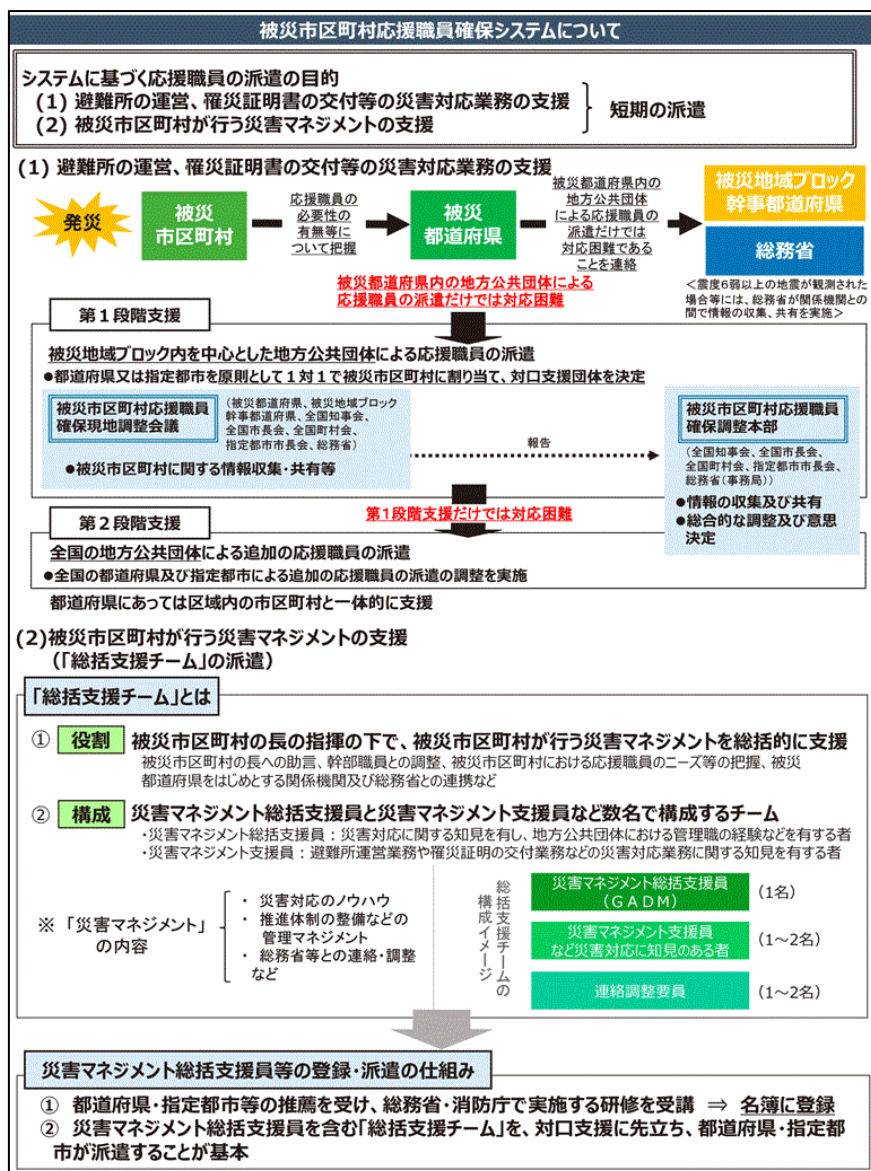 被災市区町村応援職員確保システムについて
システムに基づく応援職員の派遣の目的
(1) 避難所の運営、罹災証明書の交付等の災害対応業務の支援
(2) 被災市区町村が行う災害マネジメントの支援
短期の派遣
(1) 避難所の運営、罹災証明書の交付等の災害対応業務の支援
発災
被災
市区町村
応援職員の
必要性の
有無等に
ついて把握
被災
都道府県
被災都道府県内の
地方公共団体
による応援職員の
派遣だけでは
対応困難である
ことを連絡
被災地域ブロック
幹事都道府県
総務省
<震度6弱以上の地震が観測された
場合等には、総務省が関係機関との
間で情報の収集、共有を実施>
被災都道府県内の地方公共団体による
応援職員の派遣だけでは対応困難
第1段階支援
被災地域ブロック内を中心とした地方公共団体による応援職員の派遣
●都道府県又は指定都市を原則として1対1で被災市区町村に割り当て、対口支援団体を決定
被災市区町村応援職員
確保現地調整会議
(被災都道府県、被災地域ブロック
幹事都道府県、全国知事会、
全国市長会、全国町村会、
指定都市市長会、総務省)
●被災市区町村に関する情報収集・共有等
報告
被災市区町村応援職員
確保調整本部
(全国知事会、全国市長会、
全国町村会、指定都市市長会、
総務省(事務局))
●情報の収集及び共有
●総合的な調整及び意思
決定
第1段階支援だけでは対応困難
第2段階支援
全国の地方公共団体による追加の応援職員の派遣
●全国の都道府県及び指定都市による追加の応援職員の派遣の調整を実施
都道府県にあっては区域内の市区町村と一体的に支援
(2)被災市区町村が行う災害マネジメントの支援
(「総括支援チーム」の派遣)
「総括支援チーム」とは
① 役割 被災市区町村の長の指揮の下で、被災市区町村が行う災害マネジメントを総括的に支援
被災市区町村の長への助言、幹部職員との調整、被災市区町村における応援職員のニーズ等の把握、被災
都道府県をはじめとする関係機関及び総務省との連携など
② 構成 災害マネジメント総括支援員と災害マネジメント支援員など数名で構成するチーム
・災害マネジメント総括支援員：災害対応に関する知見を有し、地方公共団体における管理職の経験などを有する者
・災害マネジメント支援員：避難所運営業務や罹災証明の交付業務などの災害対応業務に関する知見を有する者
※ 「災害マネジメント」
の内容
・ 災害対応のノウハウ
・ 推進体制の整備などの
管理マネジメント
・ 総務省等との連絡・調整
など
総括支援チームの
構成イメージ
災害マネジメント総括支援員
(GADM)
(1名)
災害マネジメント支援員
など災害対応に知見のある者
(1～2名)
連絡調整要員
(1～2名)
災害マネジメント総括支援員等の登録・派遣の仕組み
① 都道府県・指定都市等の推薦を受け、総務省・消防庁で実施する研修を受講 ⇒ 名簿に登録
② 災害マネジメント総括支援員を含む「総括支援チーム」を、対口支援に先立ち、都道府県・指定都
市が派遣することが基本